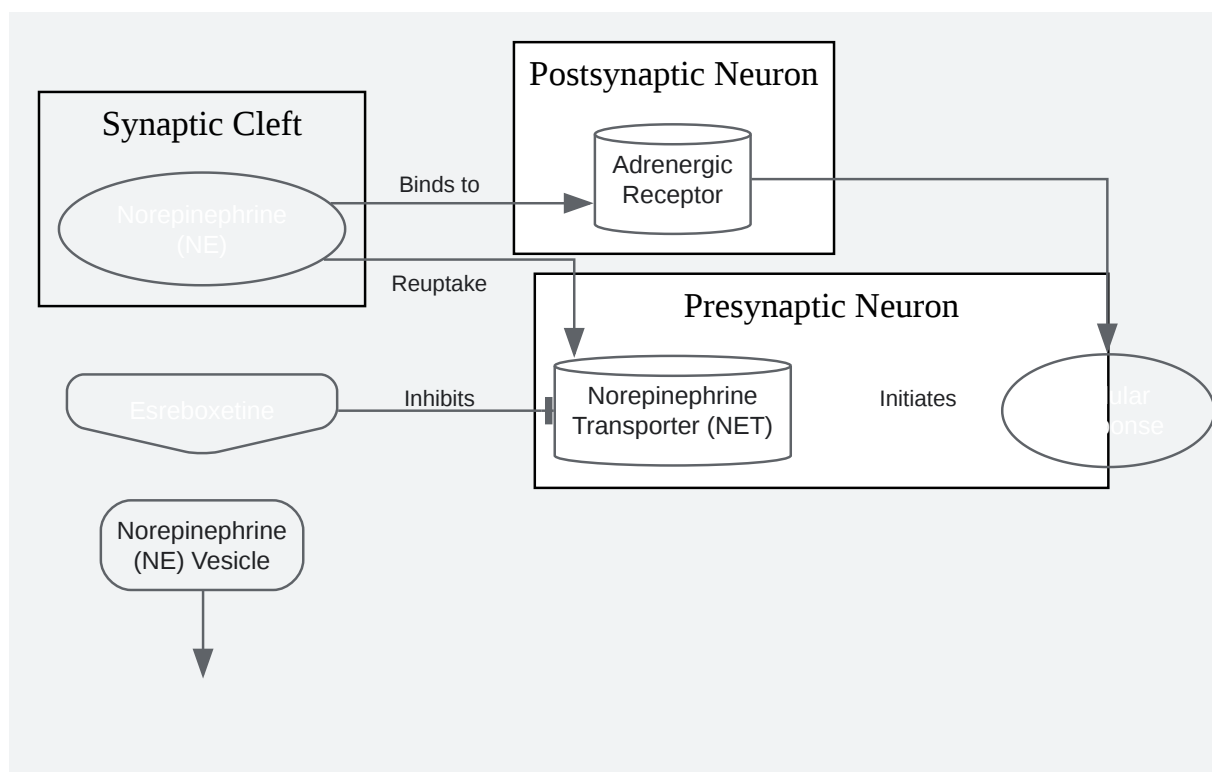 Postsynaptic Neuron
Synaptic Cleft
Adrenergic
Receptor
Binds to
Norepinephrine
(NE)
Reuptake
Presynaptic Neuron
Esreboxetine
Inhibits
Norepinephrine
Transporter (NET)
Initiates
Norepinephrine
(NE) Vesicle